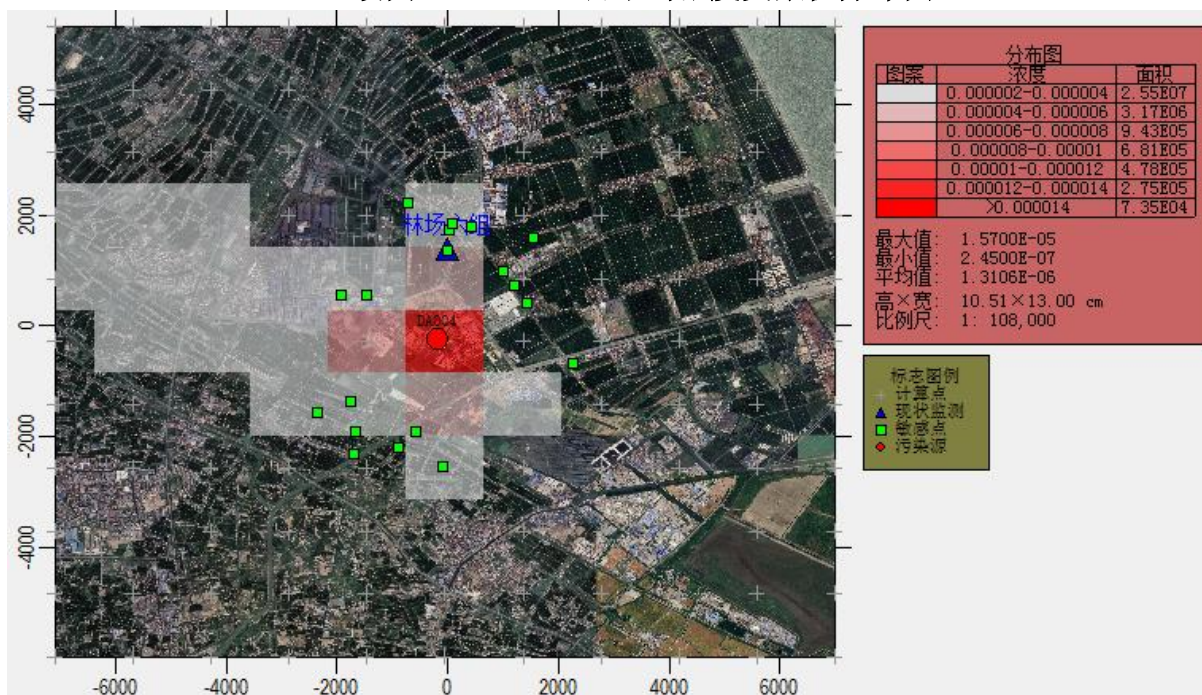 分布图
图案 浓度 面积
0.000002-0.000004 2.55E07
0.000004-0.000006 3.17E06
0.000006-0.000008 9.43E05
0.000008-0.00001 6.81E05
0.00001-0.000012 4.78E05
0.000012-0.000014 2.75E05
>0.000014 7.35E04
最大值: 1.5700E-05
最小值: 2.4500E-07
平均值: 1.3106E-06
高×宽: 10.51×13.00 cm
比例尺: 1: 108,000
标志图例
计算点
现状监测
敏感点
污染源
4000
2000
林场六组
0
DA004
-2000
-4000
-6000 -4000 -2000 0 2000 4000 6000